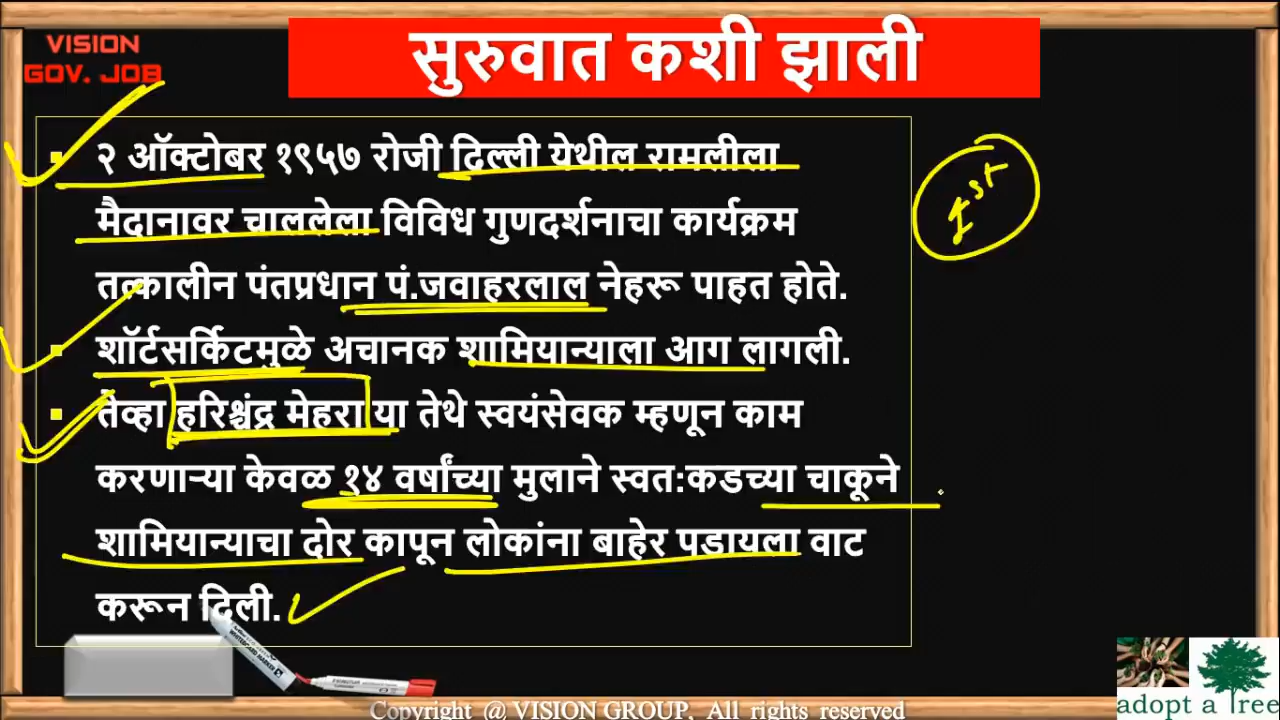 VISION
GOV. JOB
सुरुवात कशी झाली
२ ऑक्टोबर १९५७ रोजी दिल्ली येथील रामलीला
मैदानावर चाललेला विविध गुणदर्शनाचा कार्यक्रम
तत्कालीन पंतप्रधान पं.जवाहरलाल नेहरू पाहत होते.
शॉर्टसर्किटमुळे अचानक शामियान्याला आग लागली.
तेव्हा हरिश्चंद्र मेहरा या तेथे स्वयंसेवक म्हणून काम
करणाऱ्या केवळ १४ वर्षांच्या मुलाने स्वत:कडच्या चाकूने
शामियान्याचा दोर कापून लोकांना बाहेर पडायला वाट
करून दिली.
1st
adopt a Tree
Copyright @ VISION GROUP, All rights reserved